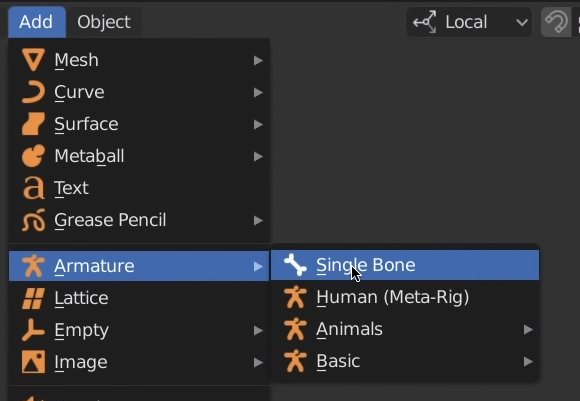 Add Object Local
Mesh
Curve
Surface
Metaball
Text
Grease Pencil
Armature
Single Bone
Lattice
Human (Meta-Rig)
Empty
Animals
Image
Basic